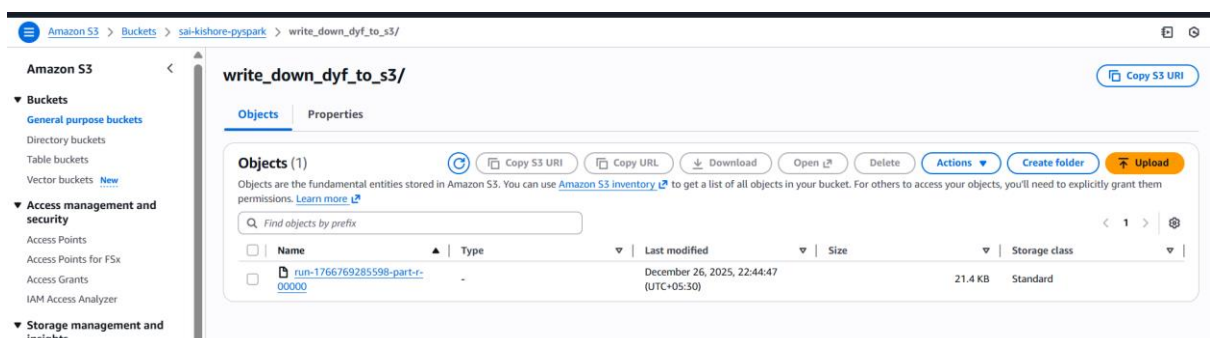 Amazon S3 > Buckets > sai-kishore-pyspark > write_down_dyf_to_s3/
Amazon S3 <
Buckets
General purpose buckets
Directory buckets
Table buckets
Vector buckets New
Access management and
security
Access Points
Access Points for FSx
Access Grants
IAM Access Analyzer
Storage management and
insights
write_down_dyf_to_s3/
Copy S3 URI
Objects Properties
Objects (1)
Copy S3 URI Copy URL Download Open Delete Actions Create folder Upload
Objects are the fundamental entities stored in Amazon S3. You can use Amazon S3 inventory to get a list of all objects in your bucket. For others to access your objects, you'll need to explicitly grant them
permissions. Learn more
Find objects by prefix
< 1 >
Name Type Last modified Size Storage class
run-1766769285598-part-r-
00000
-
December 26, 2025, 22:44:47
(UTC+05:30)
21.4 KB
Standard